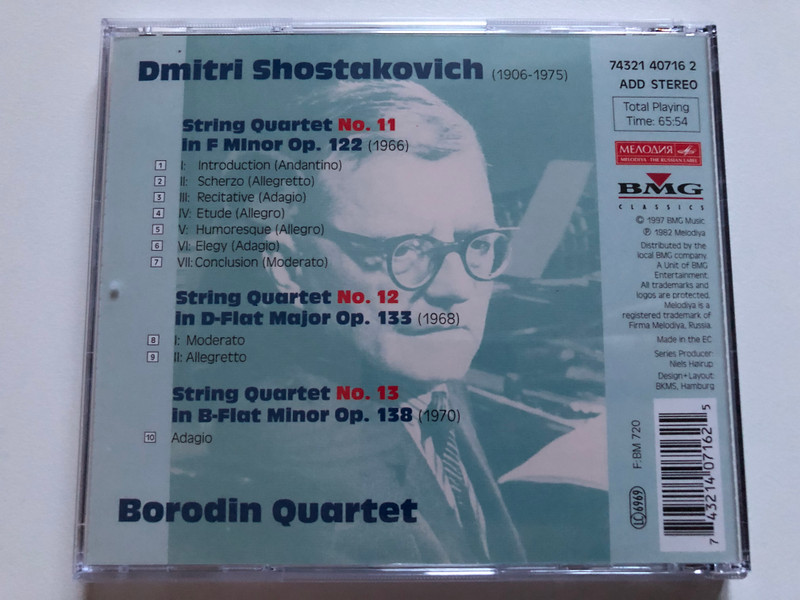 Dmitri Shostakovich (1906-1975)
String Quartet No. 11
in F Minor Op. 122 (1966)
1 I: Introduction (Andantino)
2 II: Scherzo (Allegretto)
3 III: Recitative (Adagio)
4 IV: Etude (Allegro)
5 V: Humoresque (Allegro)
6 VI: Elegy (Adagio)
7 VII: Conclusion (Moderato)
String Quartet No. 12
in D-Flat Major Op. 133 (1968)
8 I: Moderato
9 II: Allegretto
String Quartet No. 13
in B-Flat Minor Op. 138 (1970)
10 Adagio
Borodin Quartet
74321 40716 2
ADD STEREO
Total Playing
Time: 65:54
МЕЛОДИЯ
MELODIYA · THE RUSSIAN LABEL
BMG
CLASSICS
© 1997 BMG Music
℗ 1982 Melodiya
Distributed by the
local BMG company.
A Unit of BMG
Entertainment.
All trademarks and
logos are protected.
Melodiya is a
registered trademark of
Firma Melodiya, Russia.
Made in the EC
Series Producer:
Niels Høirup
Design+Layout:
BKMS, Hamburg
F: BM 720
LC 6969
7 43214 07162 5